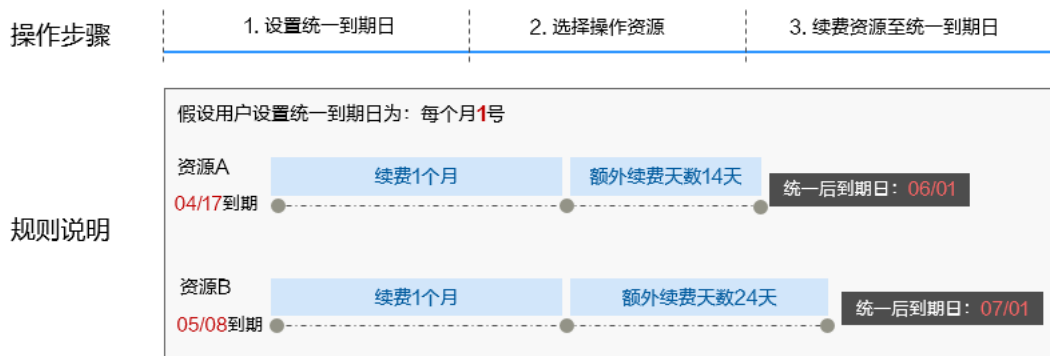 操作步骤
1. 设置统一到期日
2. 选择操作资源
3. 续费资源至统一到期日
规则说明
假设用户设置统一到期日为：每个月1号
资源A
续费1个月
额外续费天数14天
04/17到期
统一后到期日：06/01
资源B
续费1个月
额外续费天数24天
05/08到期
统一后到期日：07/01